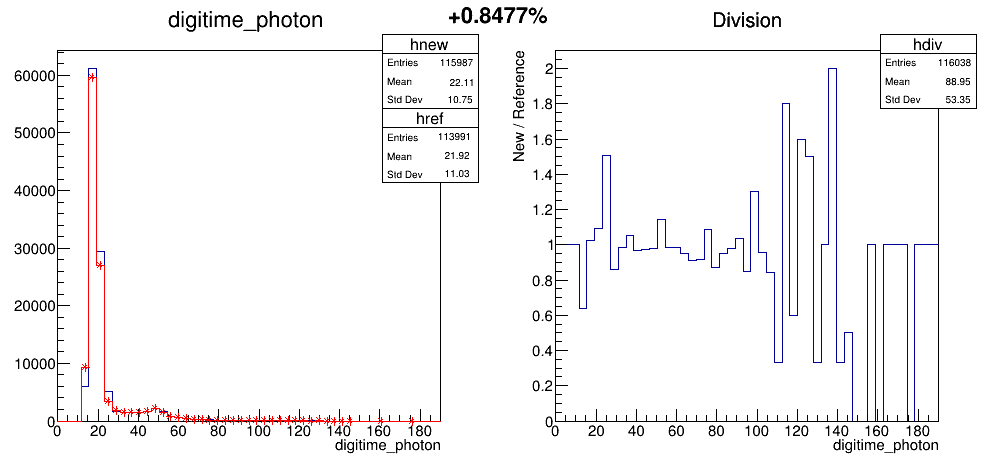 +0.8477%
digitime_photon
hnew
Entries 115987
Mean 22.11
Std Dev 10.75
href
Entries 113991
Mean 21.92
Std Dev 11.03
60000
50000
40000
30000
20000
10000
0
0 20 40 60 80 100 120 140 160 180
digitime_photon
Division
hdiv
Entries 116038
Mean 88.95
Std Dev 53.35
New / Reference
2
1.8
1.6
1.4
1.2
1
0.8
0.6
0.4
0.2
0
0 20 40 60 80 100 120 140 160 180
digitime_photon